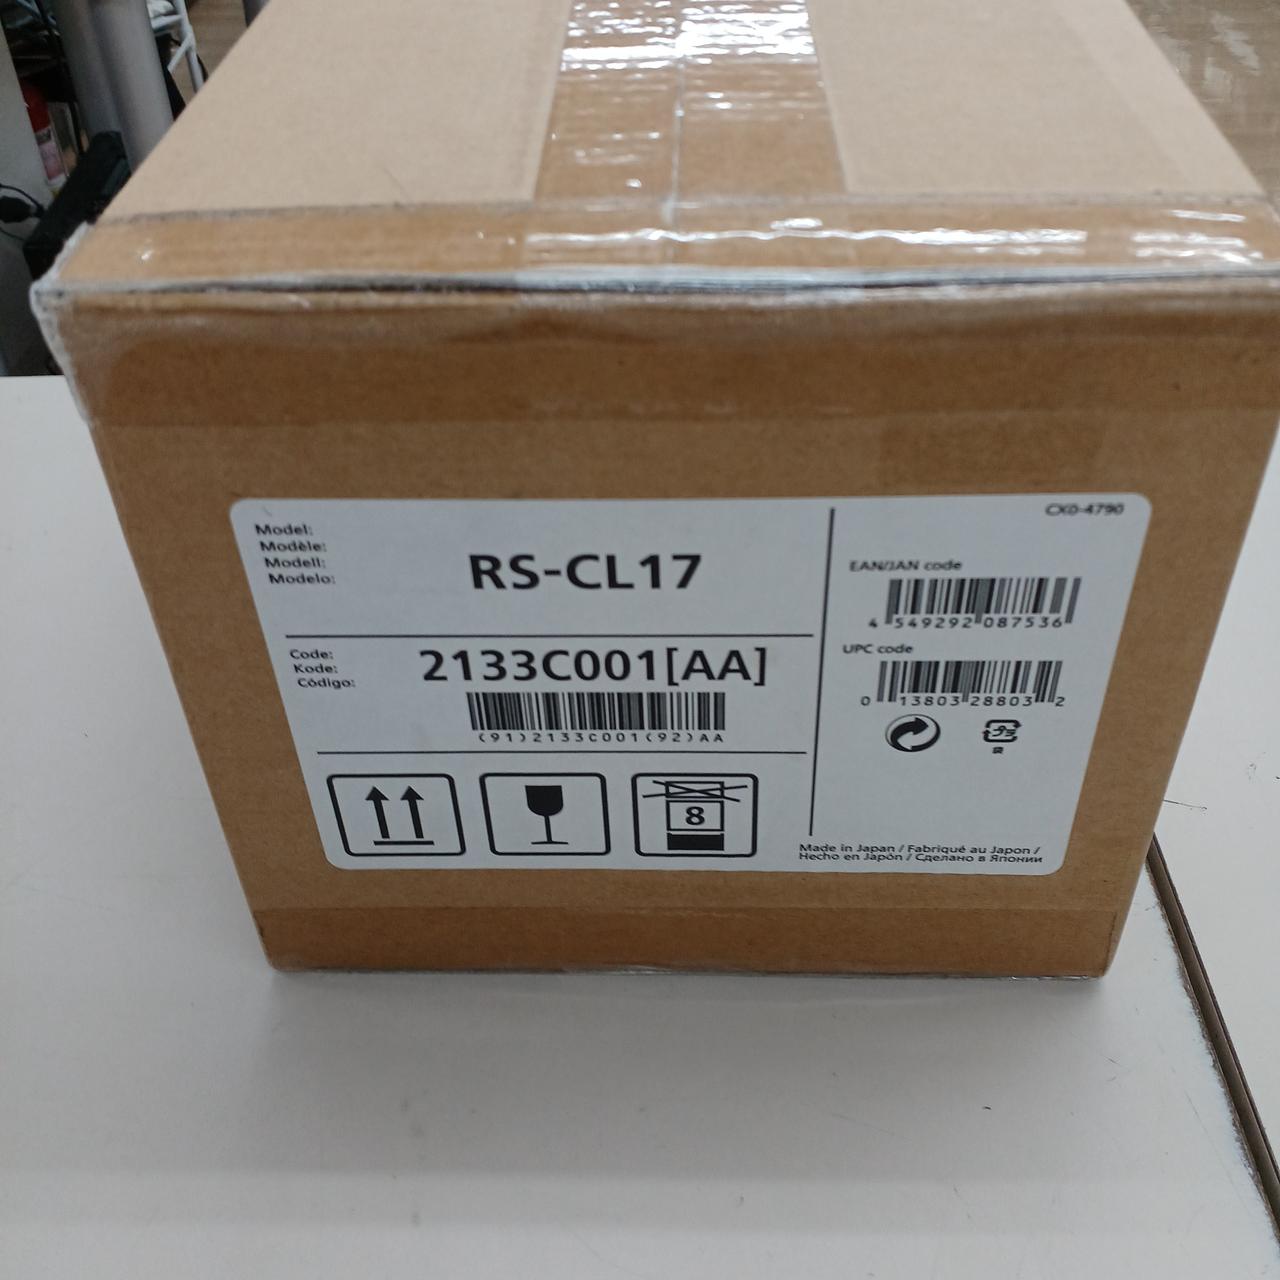 CX0-4790
Model:
Modèle:
Modell:
Modelo:
RS-CL17
EAN/JAN code
4 549292 087536
Code:
Kode:
Código:
2133C001[AA]
(91)2133C001(92)AA
UPC code
0 13803 28803 2
8
Made in Japan / Fabriqué au Japon /
Hecho en Japón / Сделано в Японии